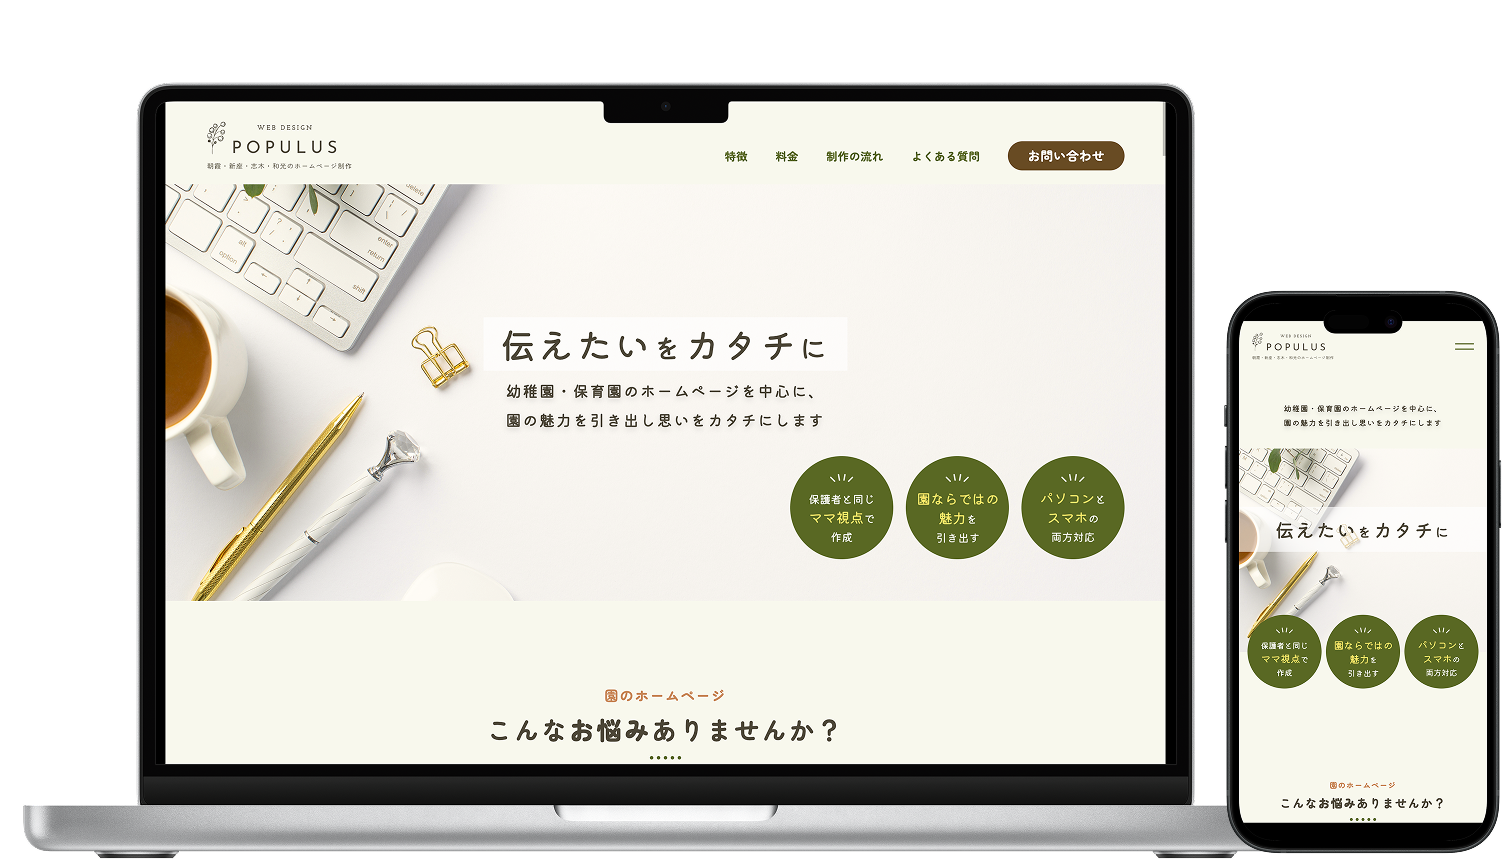 WEB DESIGN
POPULUS
朝霞・新座・志木・和光のホームページ制作
特徴 料金 制作の流れ よくある質問 お問い合わせ
delete
enter
return
alt
option
shift
伝えたいをカタチに
幼稚園・保育園のホームページを中心に、
園の魅力を引き出し思いをカタチにします
保護者と同じ
ママ視点で
作成
園ならではの
魅力を
引き出す
パソコンと
スマホの
両方対応
園のホームページ
こんなお悩みありませんか？
WEB DESIGN
POPULUS
朝霞・新座・志木・和光のホームページ制作
幼稚園・保育園のホームページを中心に、
園の魅力を引き出し思いをカタチにします
伝えたいをカタチに
保護者と同じ
ママ視点で
作成
園ならではの
魅力を
引き出す
パソコンと
スマホの
両方対応
園のホームページ
こんなお悩みありませんか？